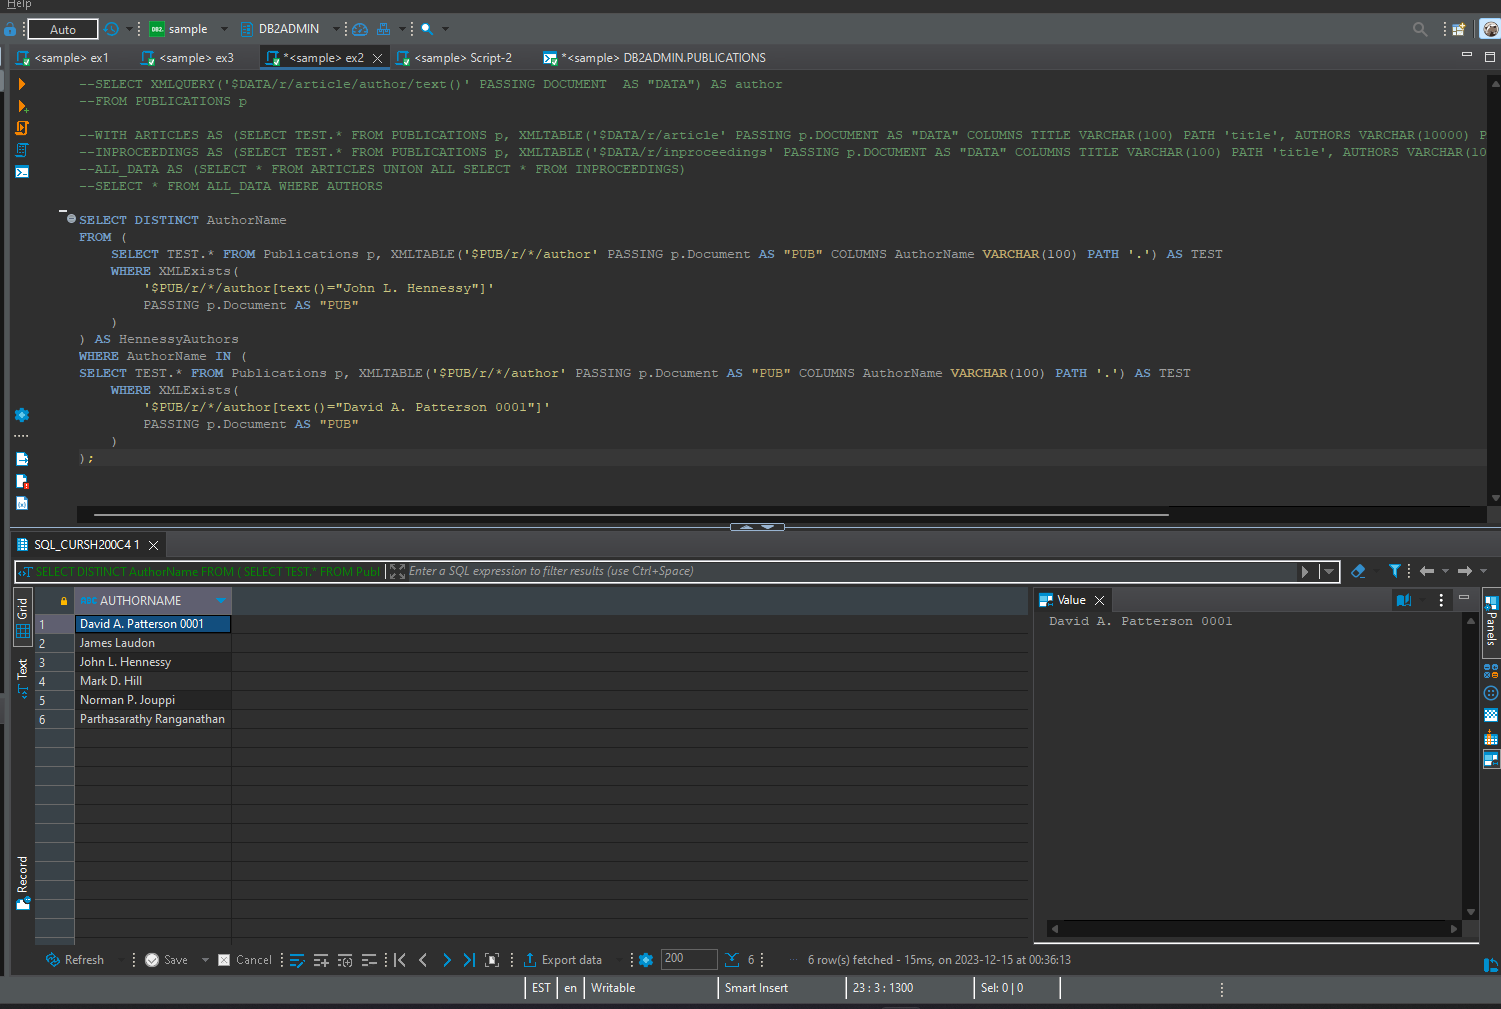 Help
Auto
sample
DB2ADMIN
<sample> ex1
<sample> ex3
*<sample> ex2
<sample> Script-2
*<sample> DB2ADMIN.PUBLICATIONS
--SELECT XMLQUERY('$DATA/r/article/author/text()' PASSING DOCUMENT  AS "DATA") AS author
--FROM PUBLICATIONS p
--WITH ARTICLES AS (SELECT TEST.* FROM PUBLICATIONS p, XMLTABLE('$DATA/r/article' PASSING p.DOCUMENT AS "DATA" COLUMNS TITLE VARCHAR(100) PATH 'title', AUTHORS VARCHAR(10000) P
--INPROCEEDINGS AS (SELECT TEST.* FROM PUBLICATIONS p, XMLTABLE('$DATA/r/inproceedings' PASSING p.DOCUMENT AS "DATA" COLUMNS TITLE VARCHAR(100) PATH 'title', AUTHORS VARCHAR(10
--ALL_DATA AS (SELECT * FROM ARTICLES UNION ALL SELECT * FROM INPROCEEDINGS)
--SELECT * FROM ALL_DATA WHERE AUTHORS
SELECT DISTINCT AuthorName
FROM (
SELECT TEST.* FROM Publications p, XMLTABLE('$PUB/r/*/author' PASSING p.Document AS "PUB" COLUMNS AuthorName VARCHAR(100) PATH '.') AS TEST
WHERE XMLExists(
'$PUB/r/*/author[text()="John L. Hennessy"]'
PASSING p.Document AS "PUB"
)
) AS HennessyAuthors
WHERE AuthorName IN (
SELECT TEST.* FROM Publications p, XMLTABLE('$PUB/r/*/author' PASSING p.Document AS "PUB" COLUMNS AuthorName VARCHAR(100) PATH '.') AS TEST
WHERE XMLExists(
'$PUB/r/*/author[text()="David A. Patterson 0001"]'
PASSING p.Document AS "PUB"
)
);
SQL_CURSH200C4 1
SELECT DISTINCT AuthorName FROM ( SELECT TEST.* FROM Publ
Enter a SQL expression to filter results (use Ctrl+Space)
Grid
Text
Record
AUTHORNAME
1 David A. Patterson 0001
2 James Laudon
3 John L. Hennessy
4 Mark D. Hill
5 Norman P. Jouppi
6 Parthasarathy Ranganathan
Value
David A. Patterson 0001
Panels
Refresh
Save
Cancel
Export data
200
6
6 row(s) fetched - 15ms, on 2023-12-15 at 00:36:13
EST
en
Writable
Smart Insert
23 : 3 : 1300
Sel: 0 | 0